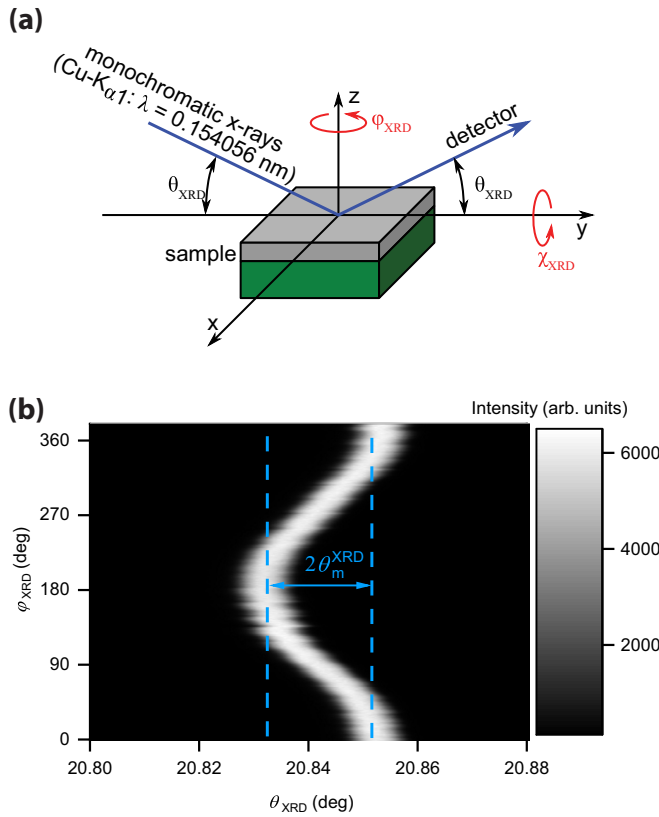 (a)
monochromatic x-rays
(Cu-Kα1: λ = 0.154056 nm)
z
φXRD
detector
θXRD
θXRD
y
sample
χXRD
x
(b)
Intensity (arb. units)
360
270
180
90
0
φXRD (deg)
2θmXRD
6000
4000
2000
20.80
20.82
20.84
20.86
20.88
θXRD (deg)